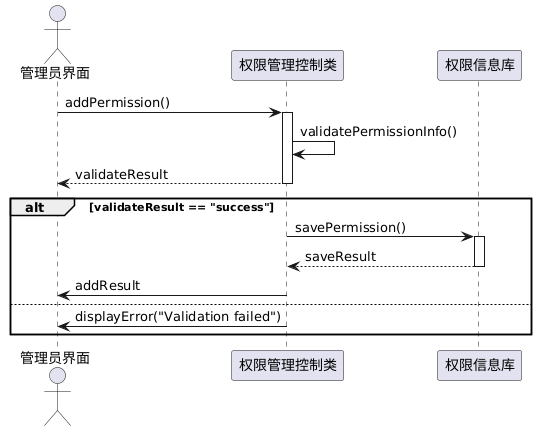 管理员界面
权限管理控制类
权限信息库
addPermission()
validatePermissionInfo()
validateResult
alt
[validateResult == "success"]
savePermission()
saveResult
addResult
displayError("Validation failed")
管理员界面
权限管理控制类
权限信息库